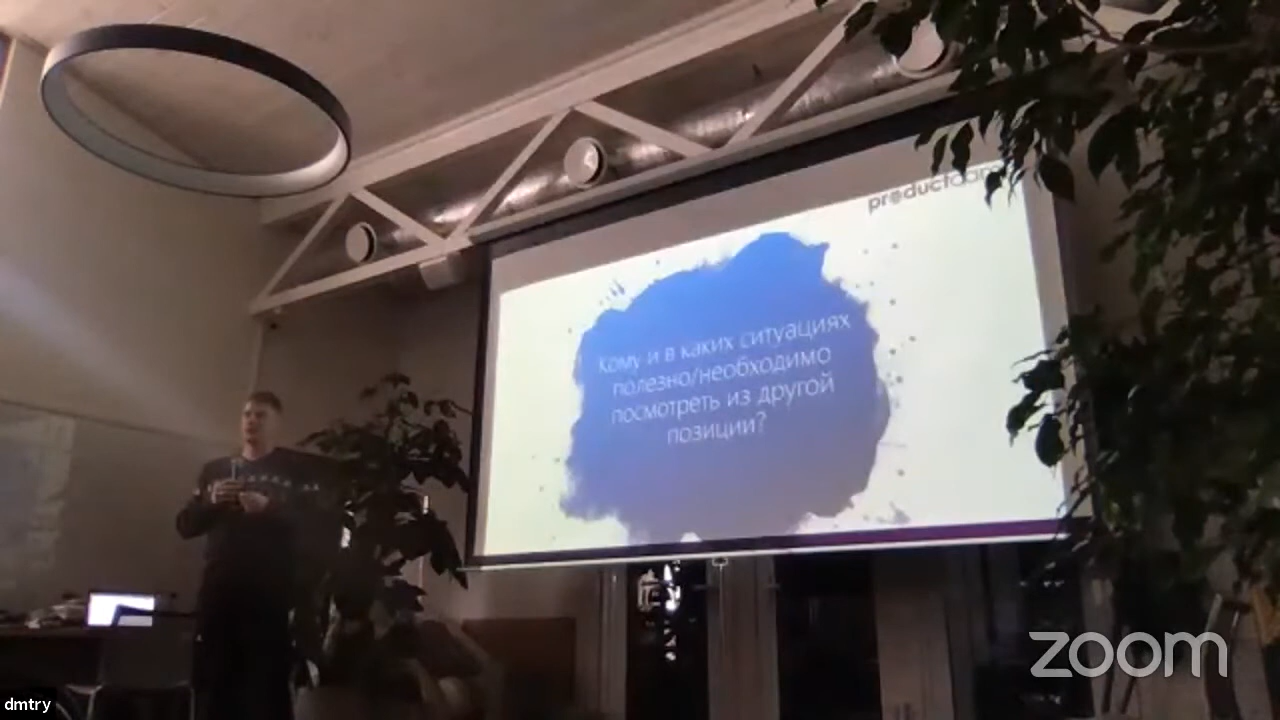 Кому и в каких ситуациях
полезно/необходимо
посмотреть из другой
позиции?
zoom
dmtry